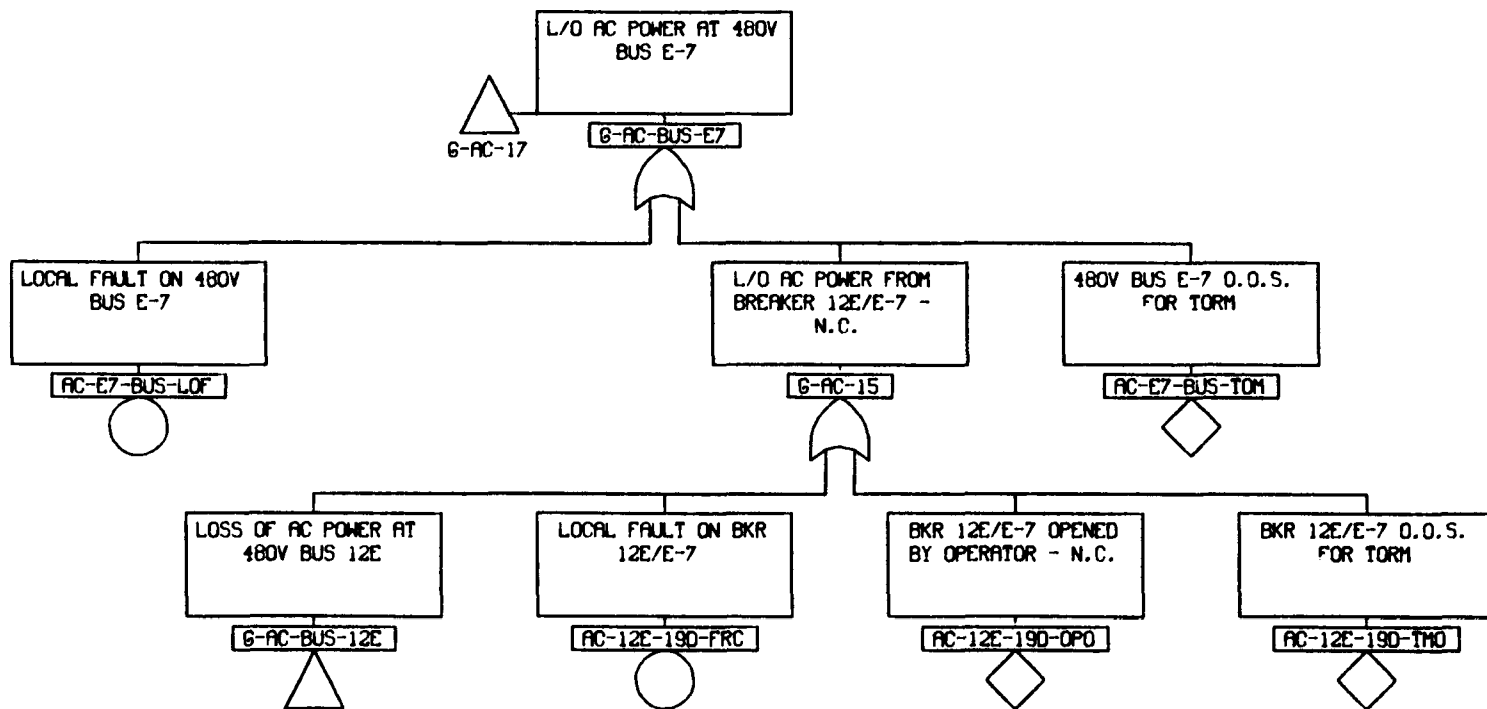 L/O AC POWER AT 480V
BUS E-7
G-AC-17
G-AC-BUS-E7
LOCAL FAULT ON 480V
BUS E-7
L/O AC POWER FROM
BREAKER 12E/E-7 -
N.C.
480V BUS E-7 O.O.S.
FOR TORM
AC-E7-BUS-LOF
G-AC-15
AC-E7-BUS-TOM
LOSS OF AC POWER AT
480V BUS 12E
LOCAL FAULT ON BKR
12E/E-7
BKR 12E/E-7 OPENED
BY OPERATOR - N.C.
BKR 12E/E-7 O.O.S.
FOR TORM
G-AC-BUS-12E
AC-12E-19D-FRC
AC-12E-19D-OPO
AC-12E-19D-TMO